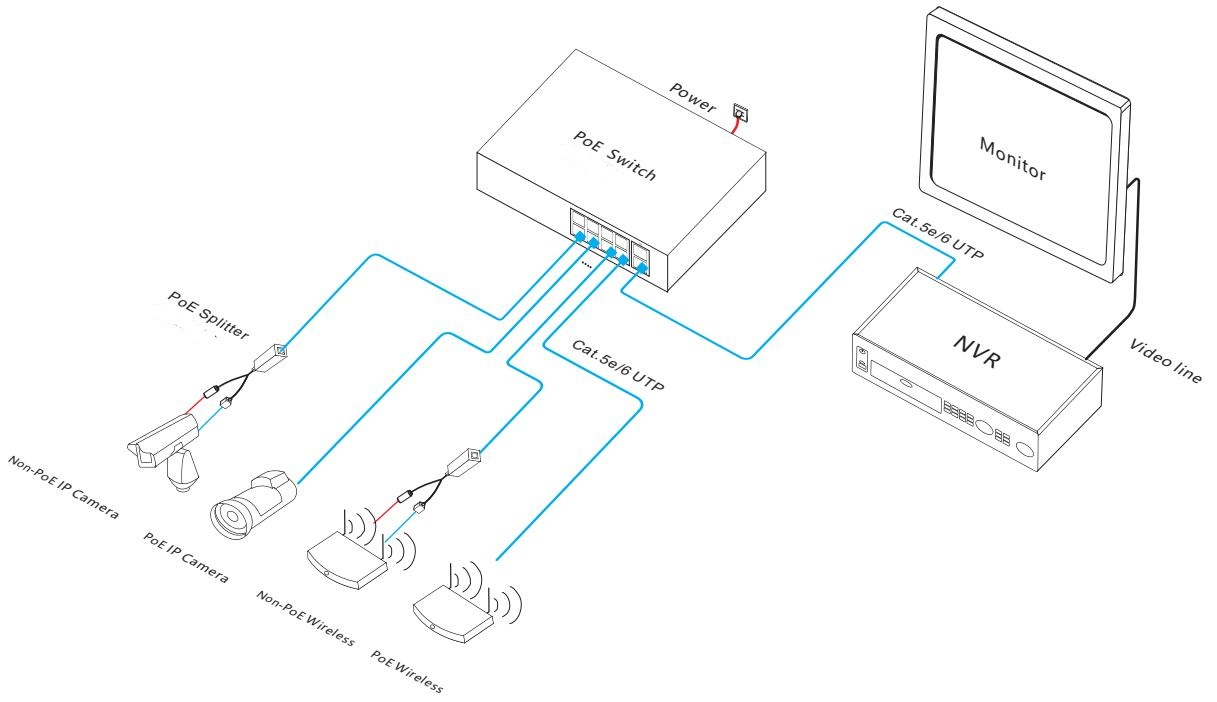 Power
PoE Switch
Monitor
Cat.5e/6 UTP
PoE Splitter
NVR
Video line
Cat.5e/6 UTP
Non-PoE IP Camera
PoE IP Camera
Non-PoE Wireless
PoE Wireless